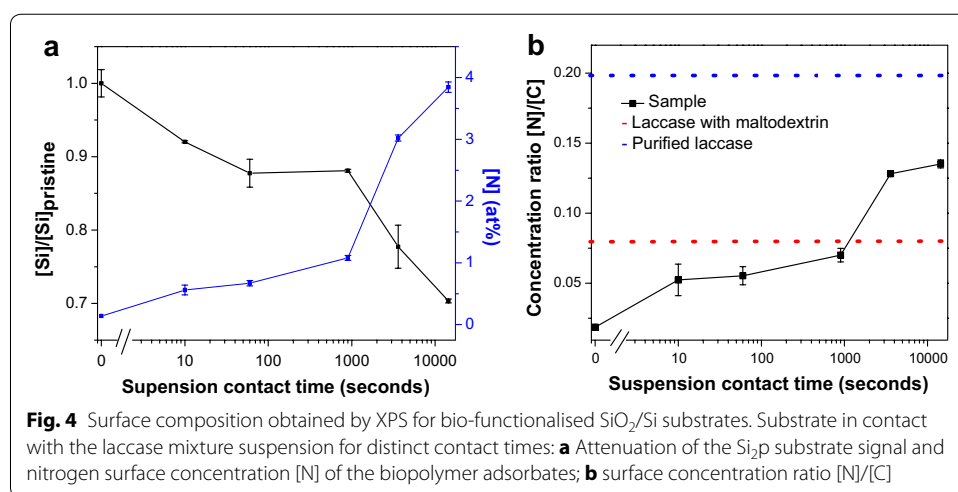 a
[Si]/[Si]pristine
1.0
0.9
0.8
0.7
[N] (at%)
4
3
2
1
0
0
10
100
1000
10000
Supension contact time (seconds)
b
Concentration ratio [N]/[C]
0.20
0.15
0.10
0.05
Sample
Laccase with maltodextrin
Purified laccase
0
10
100
1000
10000
Suspension contact time (seconds)
Fig. 4 Surface composition obtained by XPS for bio-functionalised SiO₂/Si substrates. Substrate in contact
with the laccase mixture suspension for distinct contact times: a Attenuation of the Si₂p substrate signal and
nitrogen surface concentration [N] of the biopolymer adsorbates; b surface concentration ratio [N]/[C]